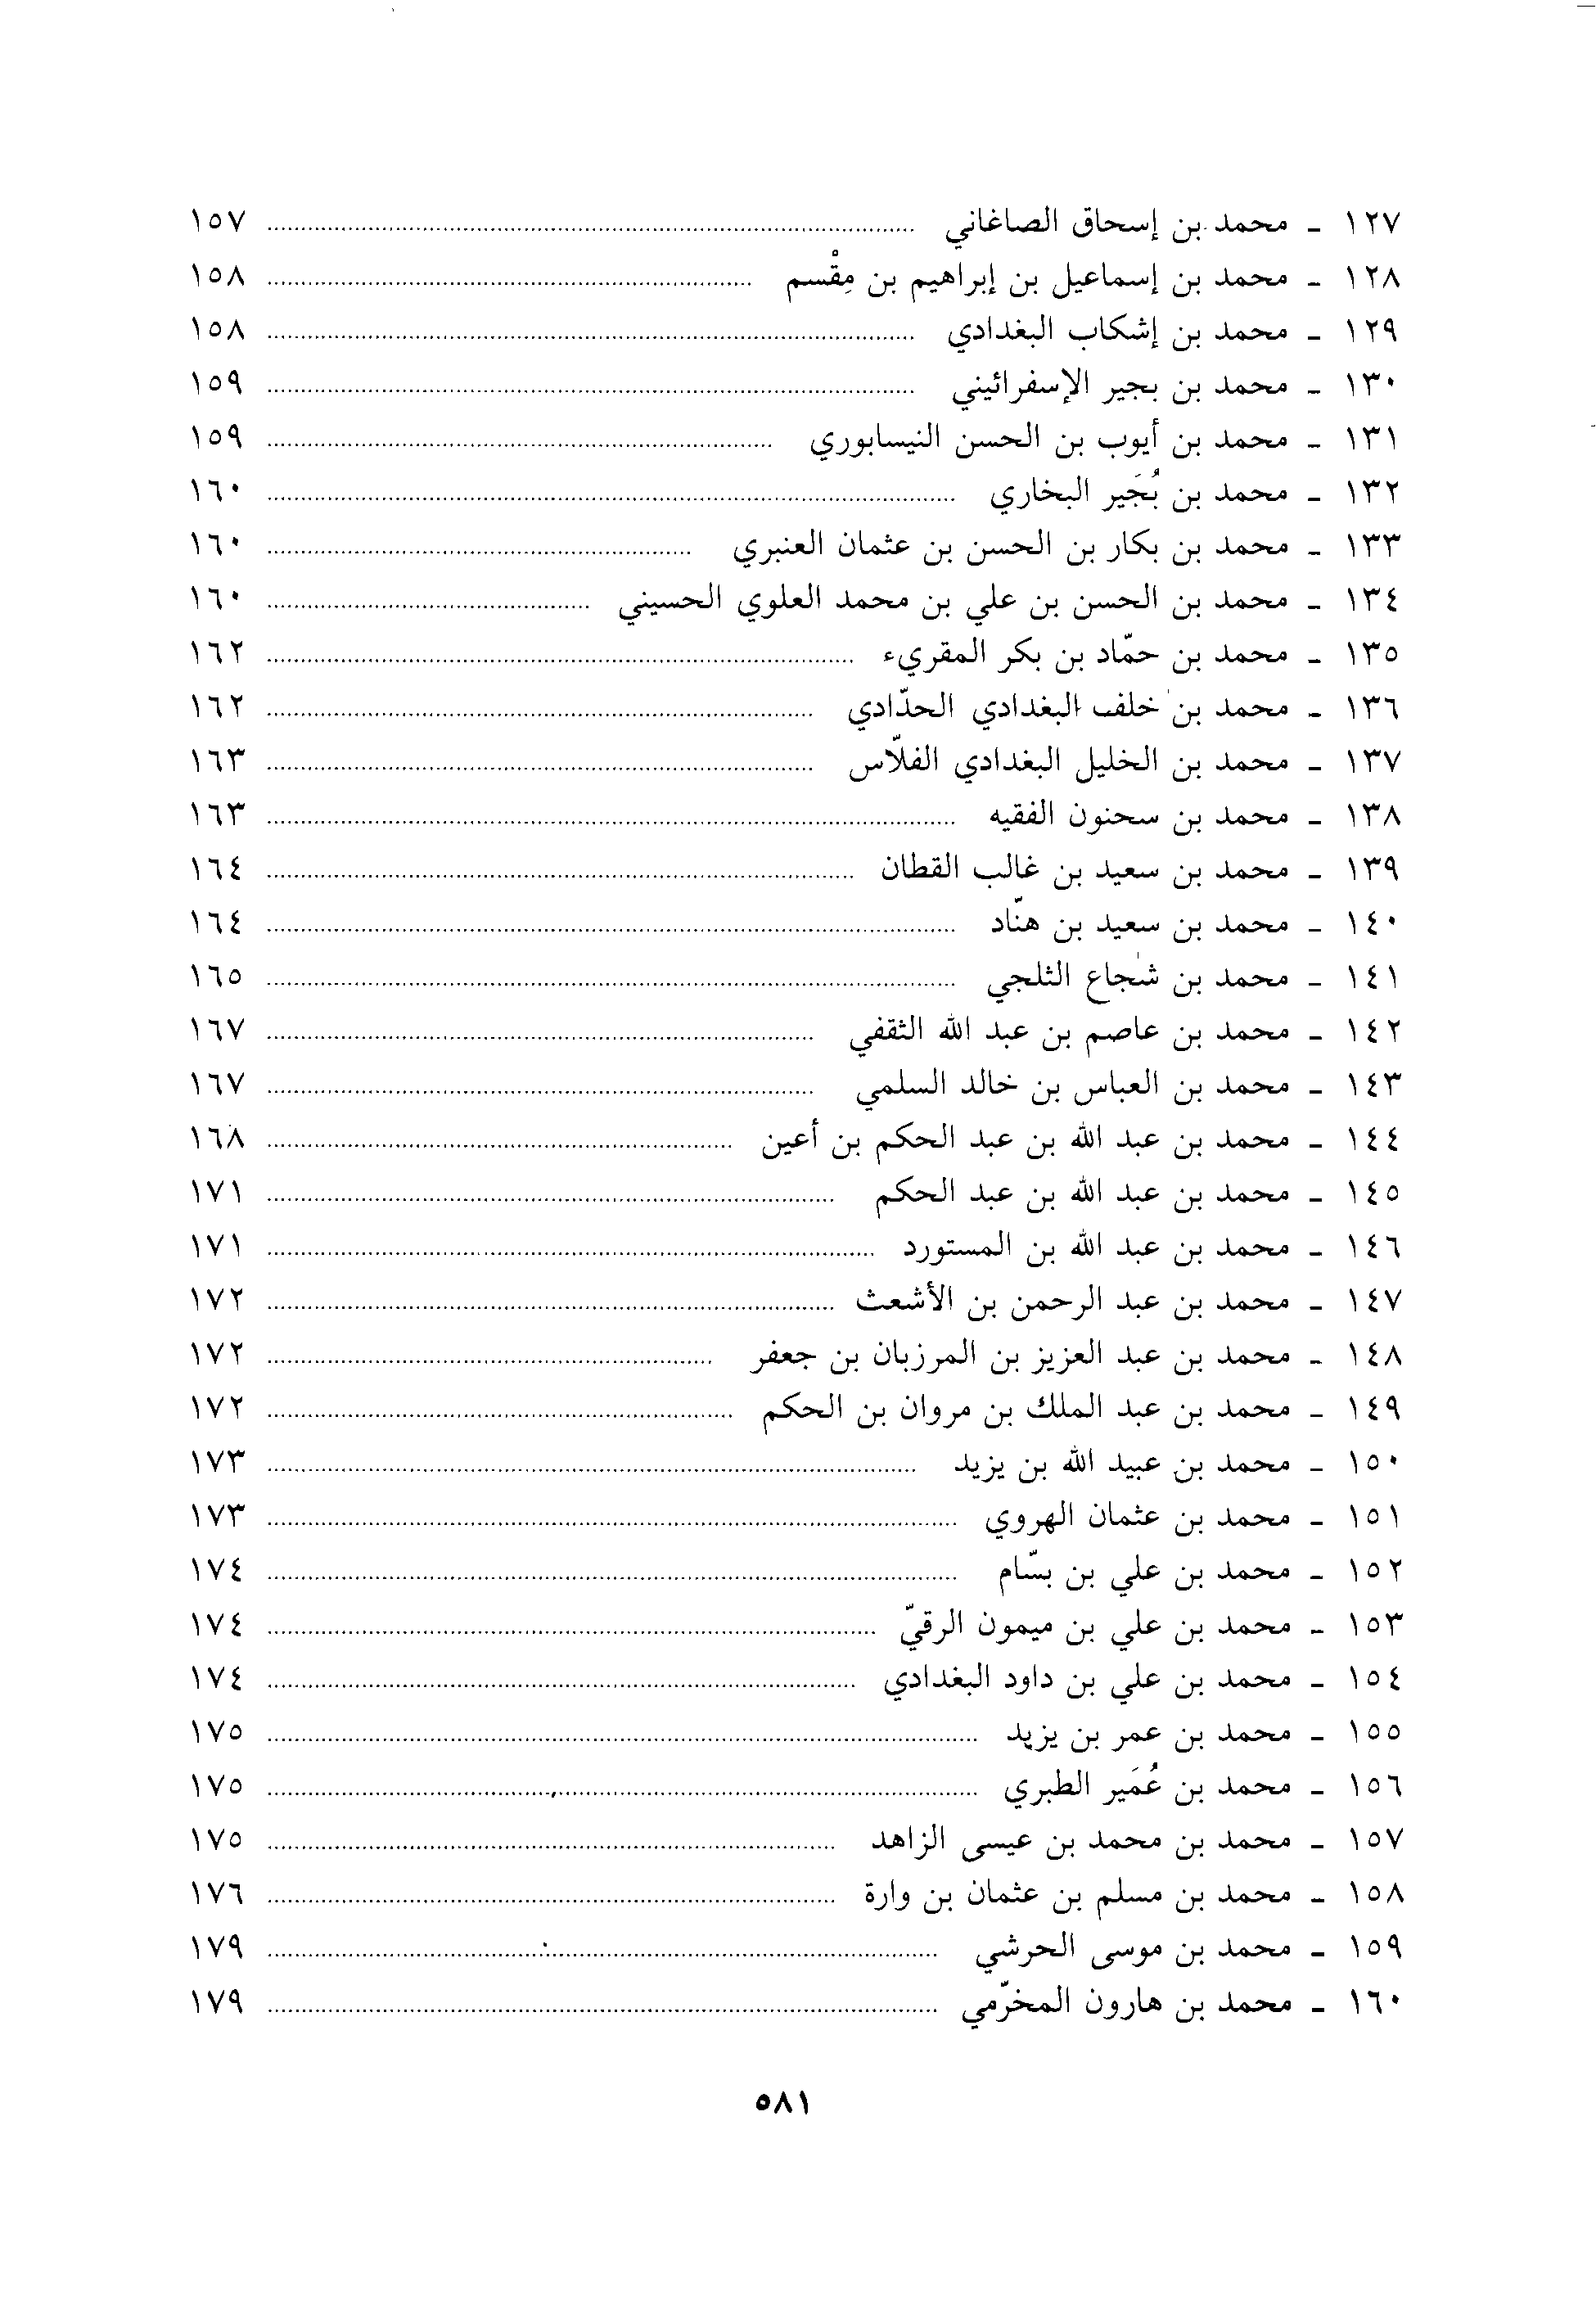 ١٢٧ - محمد بن إسحاق الصاغاني ........ ١٥٧
١٢٨ - محمد بن إسماعيل بن إبراهيم بن مِقْسم ........ ١٥٨
١٢٩ - محمد بن إشكاب البغدادي ........ ١٥٨
١٣٠ - محمد بن بجير الإسفرائيني ........ ١٥٩
١٣١ - محمد بن أيوب بن الحسن النيسابوري ........ ١٥٩
١٣٢ - محمد بن بُجَير البخاري ........ ١٦٠
١٣٣ - محمد بن بكار بن الحسن بن عثمان العنبري ........ ١٦٠
١٣٤ - محمد بن الحسن بن علي بن محمد العلوي الحسيني ........ ١٦٠
١٣٥ - محمد بن حمّاد بن بكر المقريء ........ ١٦٢
١٣٦ - محمد بن خلف البغدادي الحدّادي ........ ١٦٢
١٣٧ - محمد بن الخليل البغدادي الفلاّس ........ ١٦٣
١٣٨ - محمد بن سحنون الفقيه ........ ١٦٣
١٣٩ - محمد بن سعيد بن غالب القطان ........ ١٦٤
١٤٠ - محمد بن سعيد بن هنّاد ........ ١٦٤
١٤١ - محمد بن شجاع الثلجي ........ ١٦٥
١٤٢ - محمد بن عاصم بن عبد الله الثقفي ........ ١٦٧
١٤٣ - محمد بن العباس بن خالد السلمي ........ ١٦٧
١٤٤ - محمد بن عبد الله بن عبد الحكم بن أعين ........ ١٦٨
١٤٥ - محمد بن عبد الله بن عبد الحكم ........ ١٧١
١٤٦ - محمد بن عبد الله بن المستورد ........ ١٧١
١٤٧ - محمد بن عبد الرحمن بن الأشعث ........ ١٧٢
١٤٨ - محمد بن عبد العزيز بن المرزبان بن جعفر ........ ١٧٢
١٤٩ - محمد بن عبد الملك بن مروان بن الحكم ........ ١٧٢
١٥٠ - محمد بن عبيد الله بن يزيد ........ ١٧٣
١٥١ - محمد بن عثمان الهروي ........ ١٧٣
١٥٢ - محمد بن علي بن بسّام ........ ١٧٤
١٥٣ - محمد بن علي بن ميمون الرقيّ ........ ١٧٤
١٥٤ - محمد بن علي بن داود البغدادي ........ ١٧٤
١٥٥ - محمد بن عمر بن يزيد ........ ١٧٥
١٥٦ - محمد بن عُمَير الطبري ........ ١٧٥
١٥٧ - محمد بن محمد بن عيسى الزاهد ........ ١٧٥
١٥٨ - محمد بن مسلم بن عثمان بن وارة ........ ١٧٦
١٥٩ - محمد بن موسى الحرشي ........ ١٧٩
١٦٠ - محمد بن هارون المخرّمي ........ ١٧٩
٥٨١